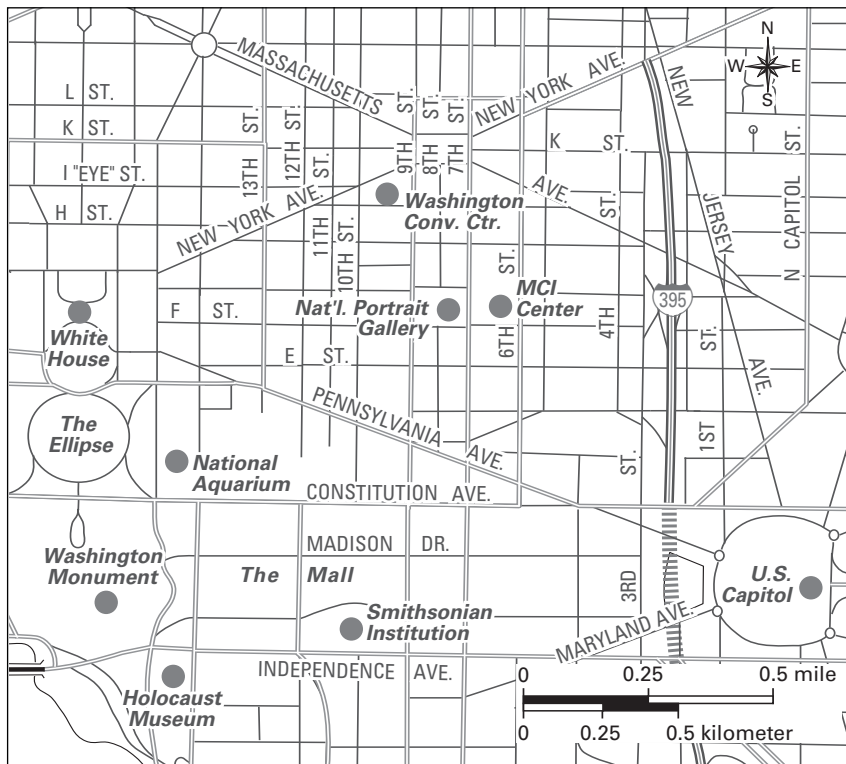 N
W E
S
MASSACHUSETTS
AVE.
NEW YORK AVE.
NEW
JERSEY
AVE.
L ST.
K ST.
I "EYE" ST.
H ST.
13TH ST.
12TH ST.
11TH ST.
10TH ST.
9TH ST.
8TH ST.
7TH ST.
K ST.
N CAPITOL ST.
NEW YORK AVE.
Washington
Conv. Ctr.
6TH ST.
4TH ST.
MCI
Center
395
Nat'l. Portrait
Gallery
F ST.
White
House
E ST.
1ST ST.
PENNSYLVANIA AVE.
The
Ellipse
National
Aquarium
CONSTITUTION AVE.
3RD ST.
MADISON DR.
Washington
Monument
The Mall
U.S.
Capitol
Smithsonian
Institution
MARYLAND AVE.
INDEPENDENCE AVE.
Holocaust
Museum
0 0.25 0.5 mile
0 0.25 0.5 kilometer